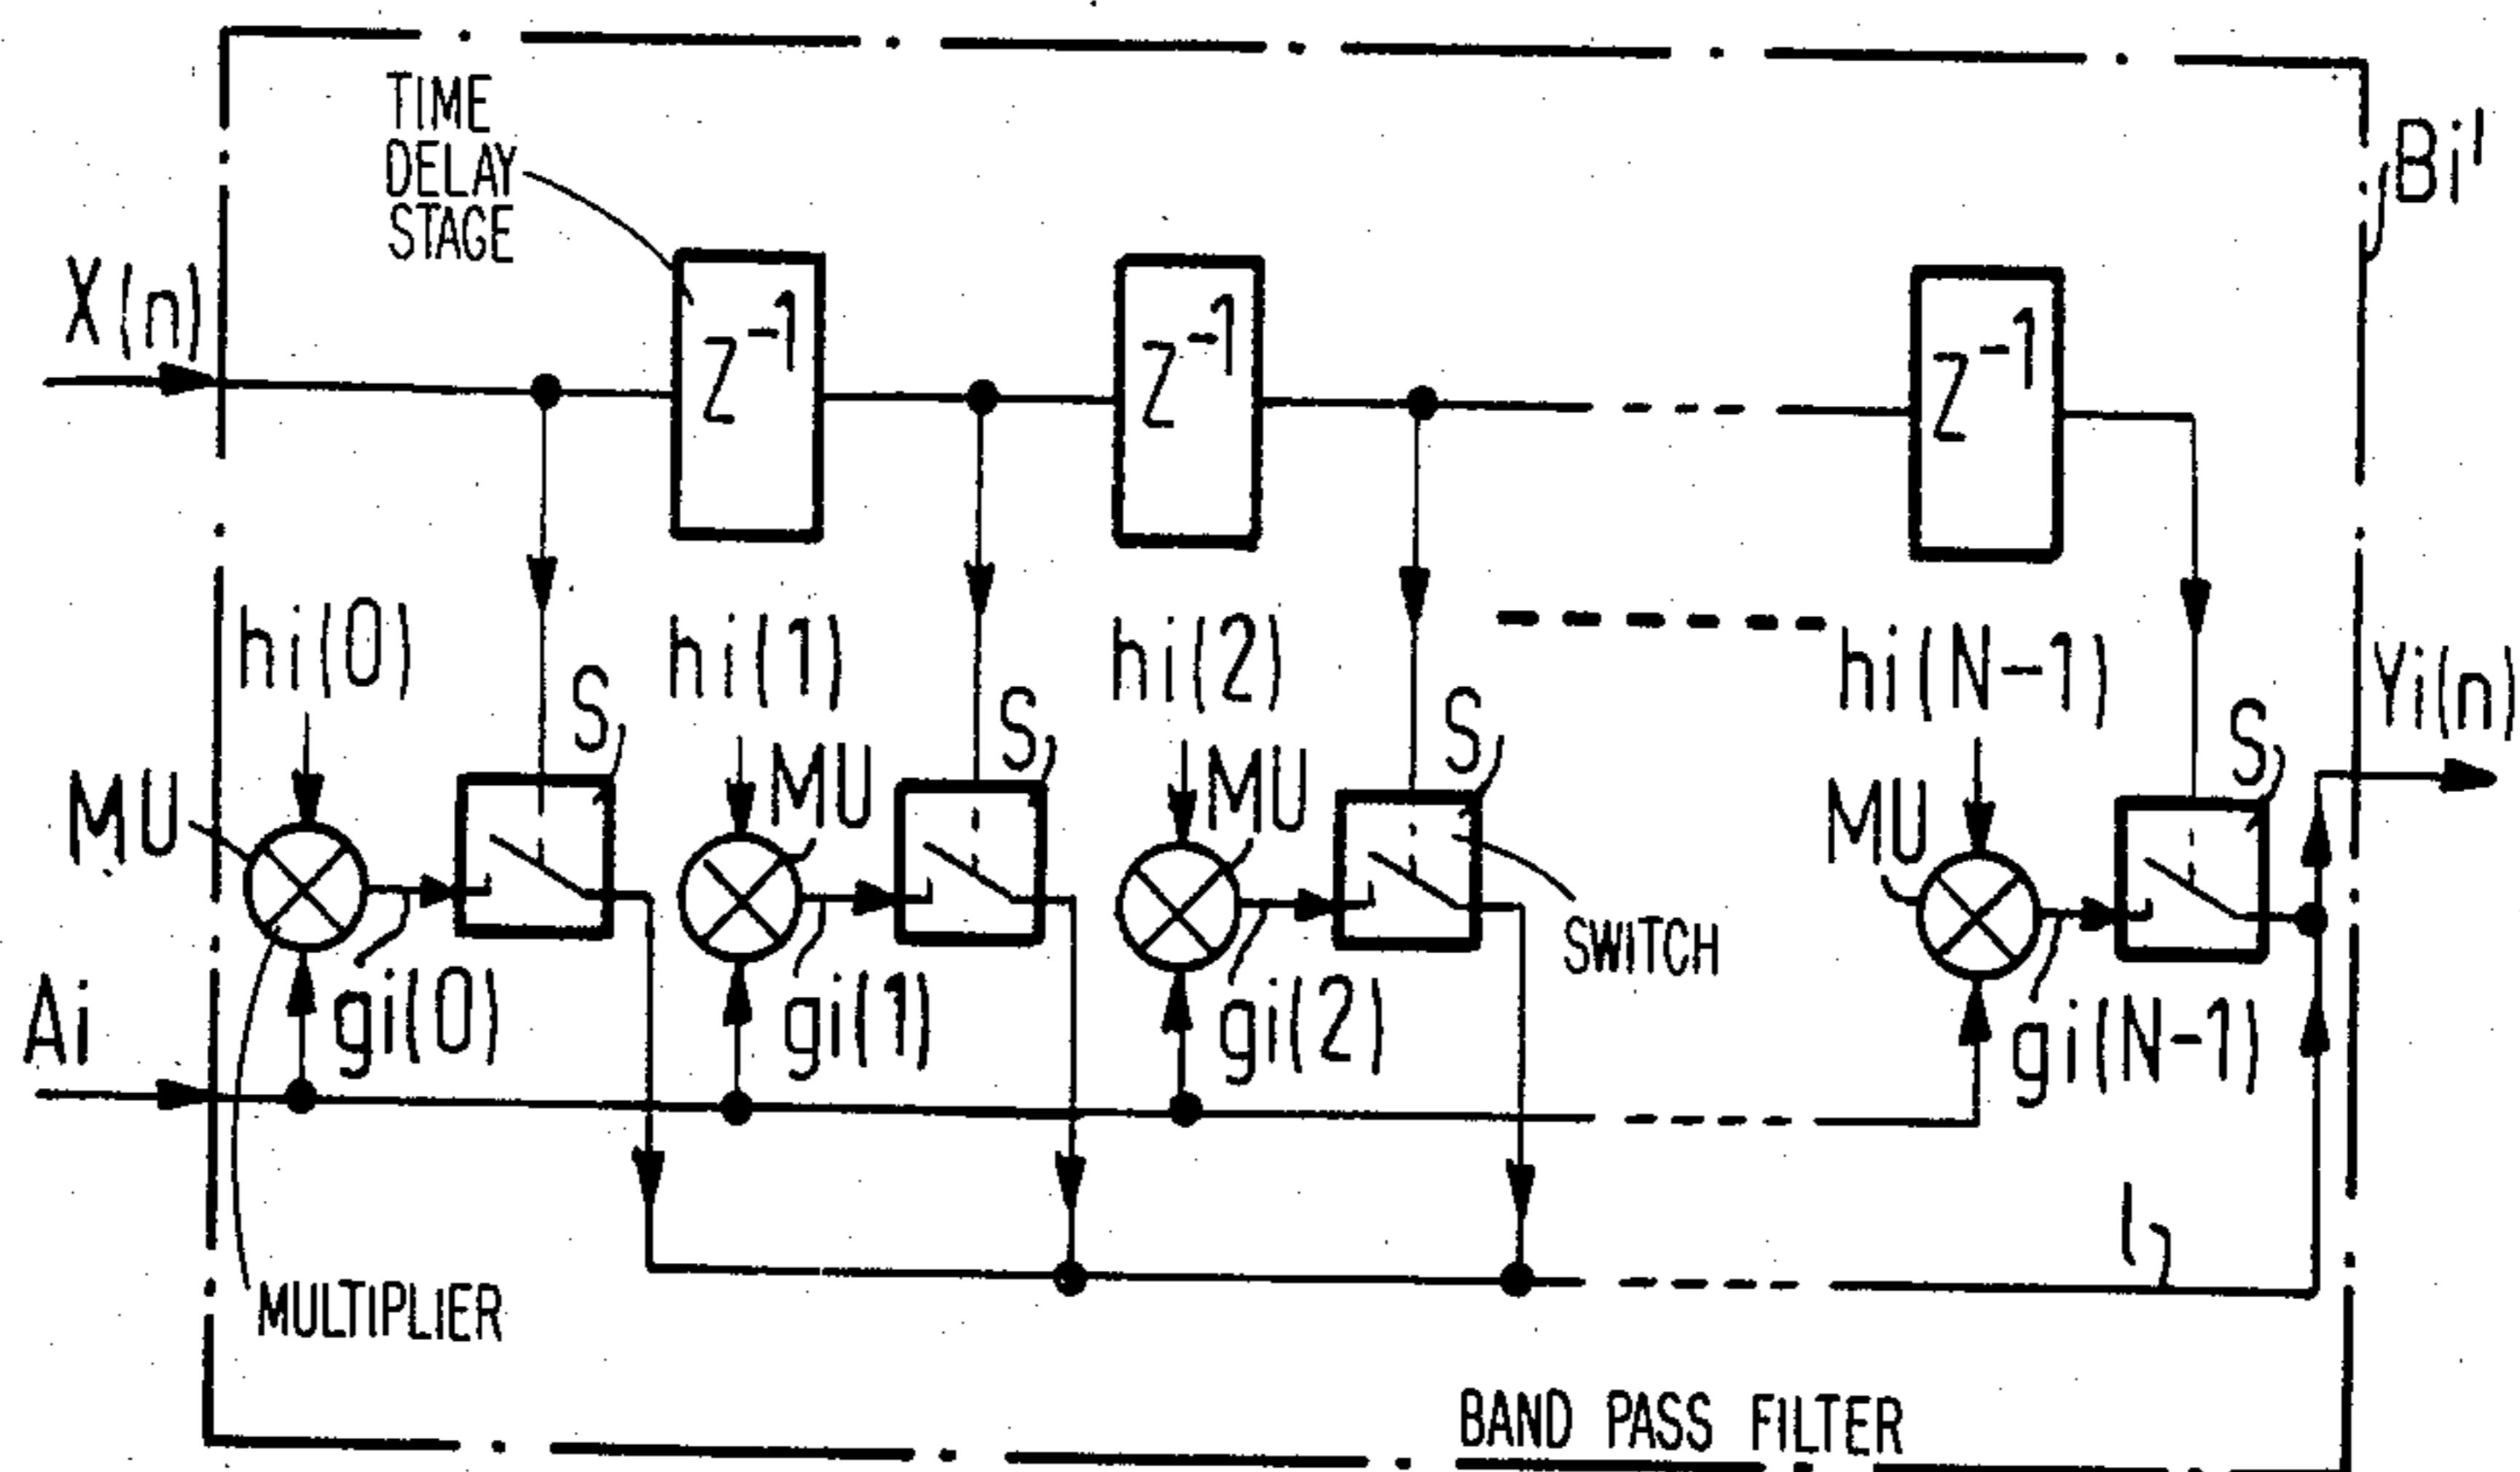 TIME
DELAY
STAGE
Bi'
X(n)
Z⁻¹
Z⁻¹
Z⁻¹
hi(0)
hi(1)
hi(2)
hi(N-1)
Yi(n)
S
S
S
S
MU
MU
MU
MU
SWITCH
Ai
gi(0)
gi(1)
gi(2)
gi(N-1)
l
MULTIPLIER
BAND PASS FILTER